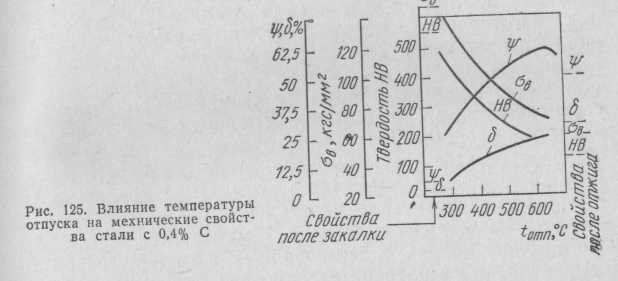 σв
HB
ψ,δ,%
62,5
50
37,5
25
12,5
0
σв, кгс/мм²
120
100
80
60
40
20
Твердость HB
500
400
300
200
100
0
ψ
σв
HB
δ
ψ
δ
ψ
δ
σв
HB
300 400 500 600
tотп,°C
Свойства
после закалки
Свойства
после отжига
Рис. 125. Влияние температуры
отпуска на мехнические свойст-
ва стали с 0,4% С